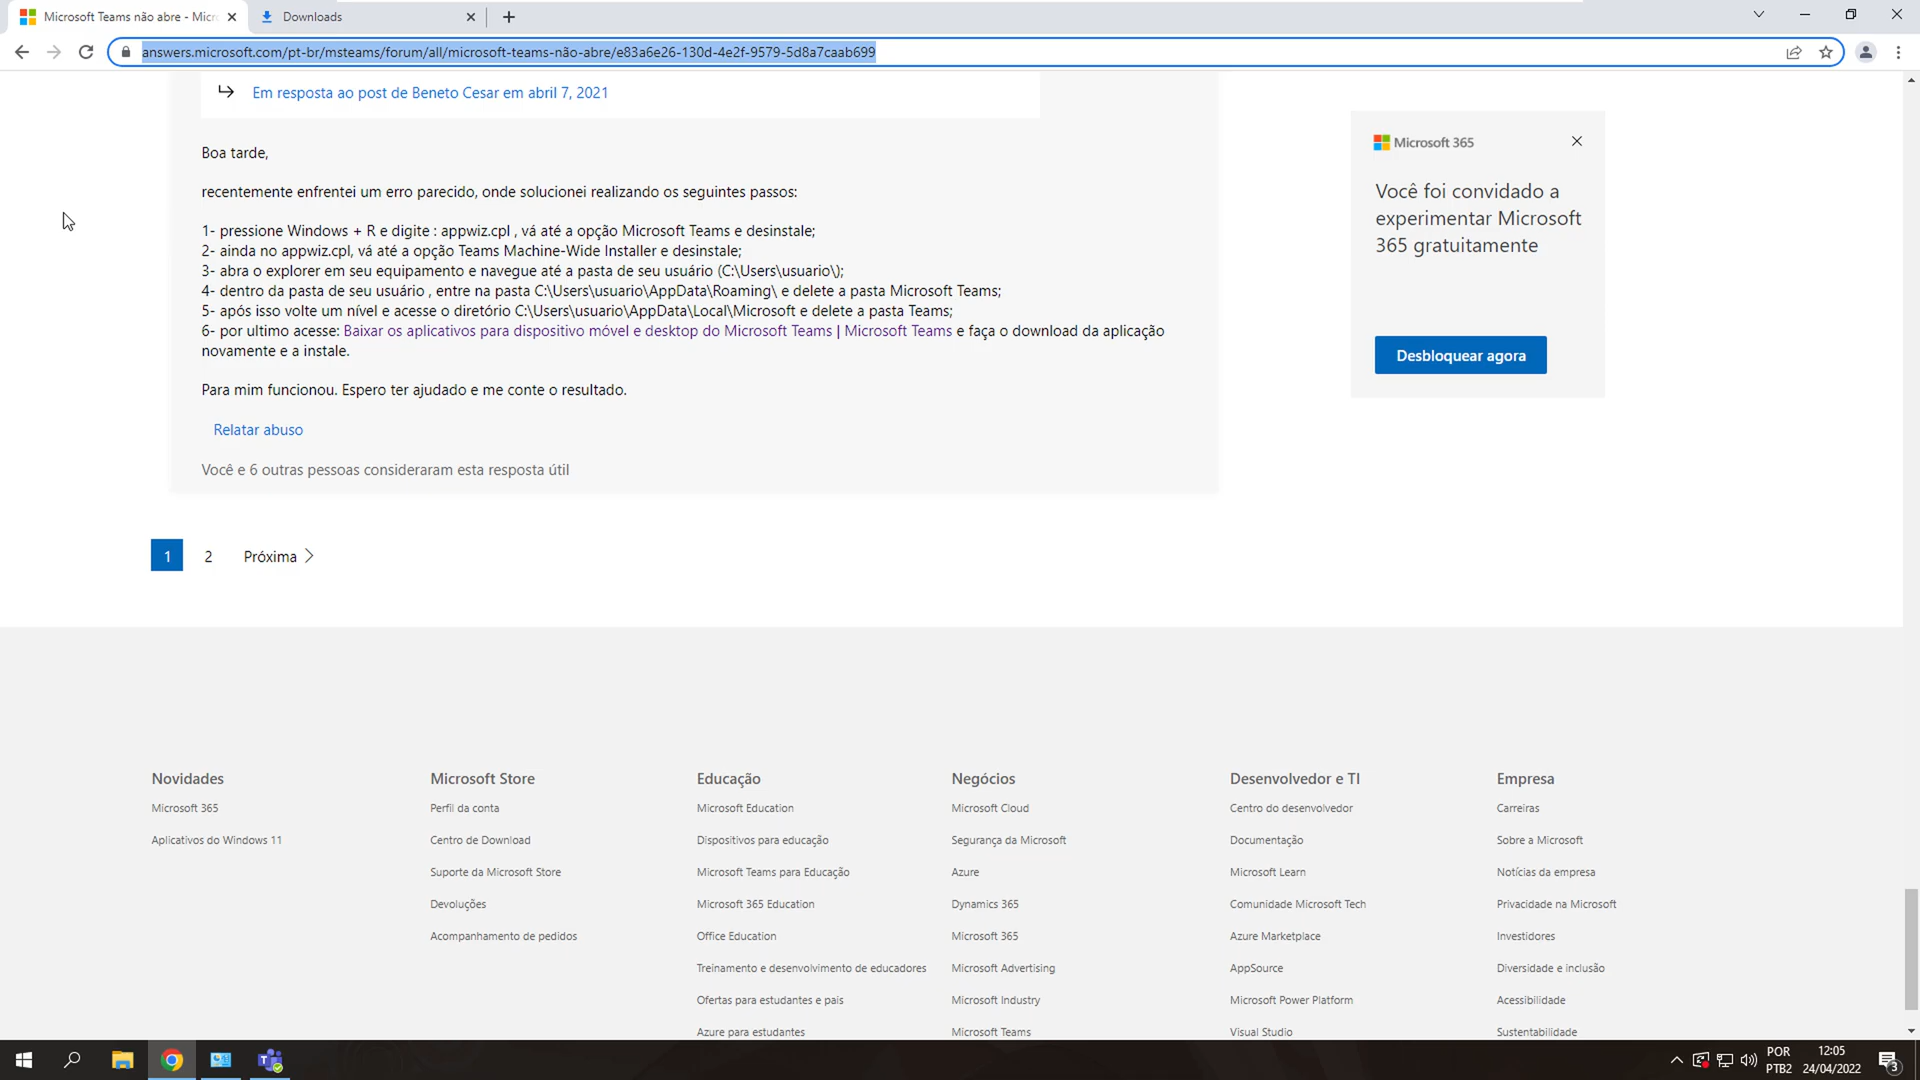 Microsoft Teams não abre - Micr
Downloads
answers.microsoft.com/pt-br/msteams/forum/all/microsoft-teams-não-abre/e83a6e26-130d-4e2f-9579-5d8a7caab699
Em resposta ao post de Beneto Cesar em abril 7, 2021
Boa tarde,
recentemente enfrentei um erro parecido, onde solucionei realizando os seguintes passos:
1- pressione Windows + R e digite : appwiz.cpl , vá até a opção Microsoft Teams e desinstale;
2- ainda no appwiz.cpl, vá até a opção Teams Machine-Wide Installer e desinstale;
3- abra o explorer em seu equipamento e navegue até a pasta de seu usuário (C:\Users\usuario\);
4- dentro da pasta de seu usuário , entre na pasta C:\Users\usuario\AppData\Roaming\ e delete a pasta Microsoft Teams;
5- após isso volte um nível e acesse o diretório C:\Users\usuario\AppData\Local\Microsoft e delete a pasta Teams;
6- por ultimo acesse: Baixar os aplicativos para dispositivo móvel e desktop do Microsoft Teams | Microsoft Teams e faça o download da aplicação
novamente e a instale.
Para mim funcionou. Espero ter ajudado e me conte o resultado.
Relatar abuso
Você e 6 outras pessoas consideraram esta resposta útil
Microsoft 365
Você foi convidado a
experimentar Microsoft
365 gratuitamente
Desbloquear agora
1 2 Próxima
Novidades
Microsoft 365
Aplicativos do Windows 11
Microsoft Store
Perfil da conta
Centro de Download
Suporte da Microsoft Store
Devoluções
Acompanhamento de pedidos
Educação
Microsoft Education
Dispositivos para educação
Microsoft Teams para Educação
Microsoft 365 Education
Office Education
Treinamento e desenvolvimento de educadores
Ofertas para estudantes e pais
Azure para estudantes
Negócios
Microsoft Cloud
Segurança da Microsoft
Azure
Dynamics 365
Microsoft 365
Microsoft Advertising
Microsoft Industry
Microsoft Teams
Desenvolvedor e TI
Centro do desenvolvedor
Documentação
Microsoft Learn
Comunidade Microsoft Tech
Azure Marketplace
AppSource
Microsoft Power Platform
Visual Studio
Empresa
Carreiras
Sobre a Microsoft
Notícias da empresa
Privacidade na Microsoft
Investidores
Diversidade e inclusão
Acessibilidade
Sustentabilidade
POR
PTB2
12:05
24/04/2022
3